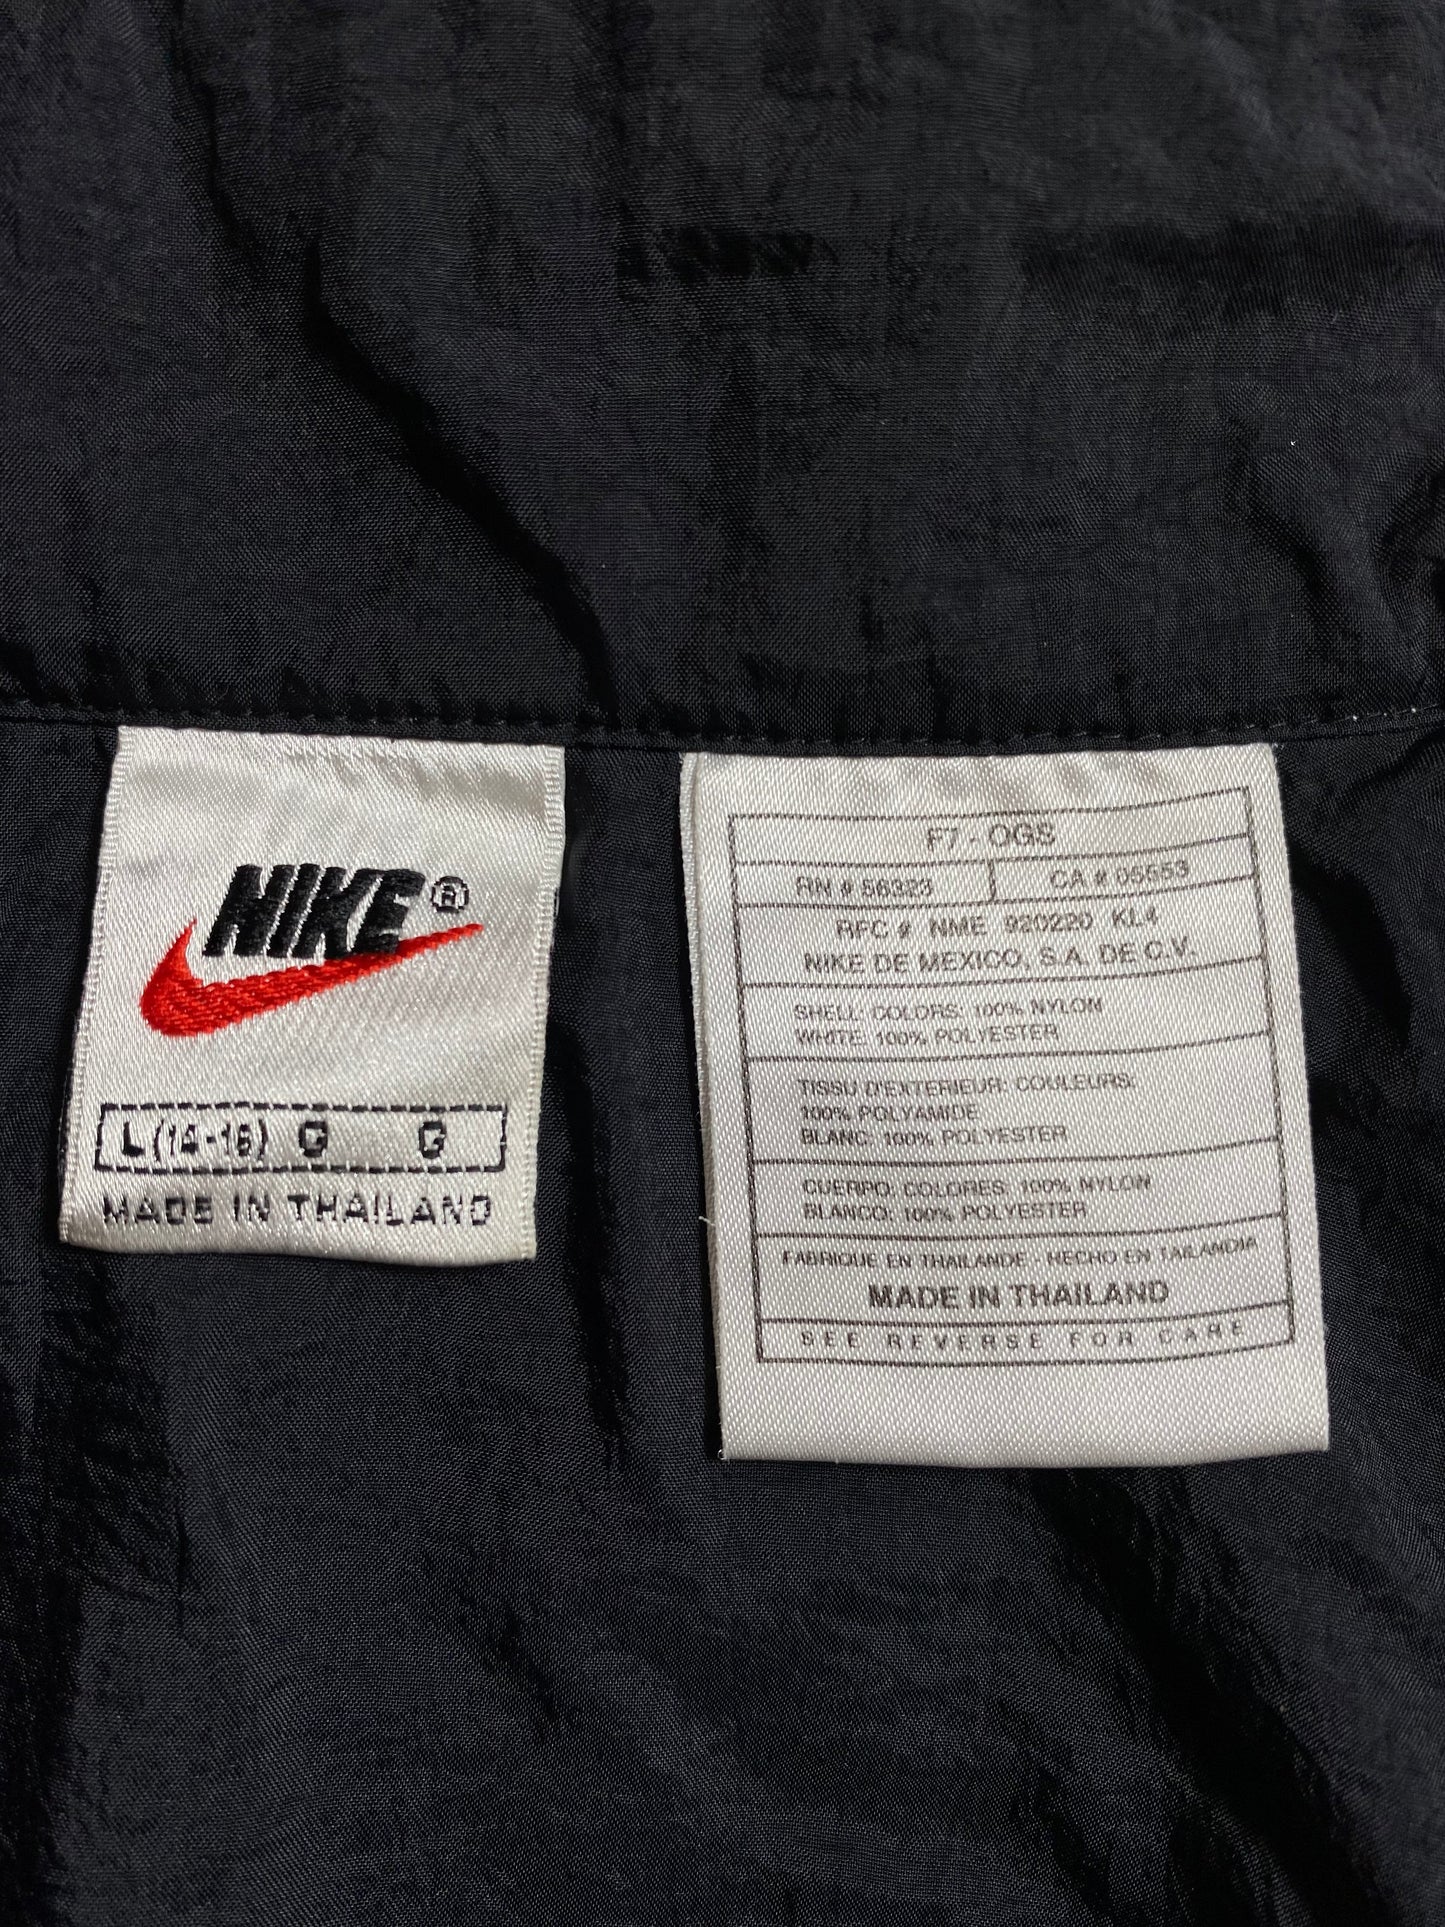 NIKE®
L (14-16) G G
MADE IN THAILAND
F7 - OGS
RN # 56323 CA # 05553
RFC # NME 920220 KL4
NIKE DE MEXICO, S.A. DE C.V.
SHELL: COLORS: 100% NYLON
WHITE: 100% POLYESTER
TISSU D'EXTERIEUR: COULEURS:
100% POLYAMIDE
BLANC: 100% POLYESTER
CUERPO: COLORES: 100% NYLON
BLANCO: 100% POLYESTER
FABRIQUE EN THAILANDE - HECHO EN TAILANDIA
MADE IN THAILAND
SEE REVERSE FOR CARE